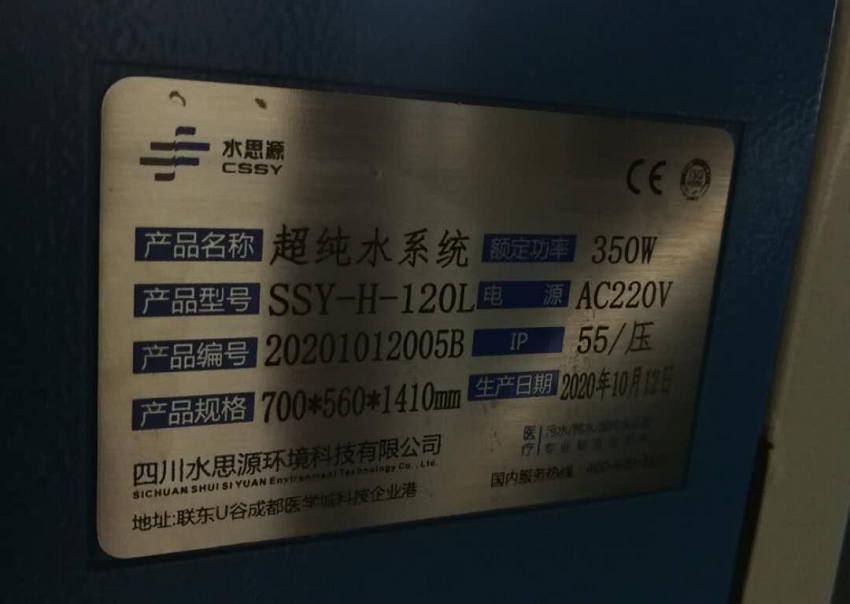 水思源
CSSY
CE
产品名称 超纯水系统 额定功率 350W
产品型号 SSY-H-120L 电 源 AC220V
产品编号 20201012005B IP 55/压
产品规格 700*560*1410mm 生产日期 2020年10月12日
四川水思源环境科技有限公司
SICHUAN SHUI SI YUAN Environment Technology Co., Ltd.
医疗
地址:联东U谷成都医学城科技企业港
国内服务热线